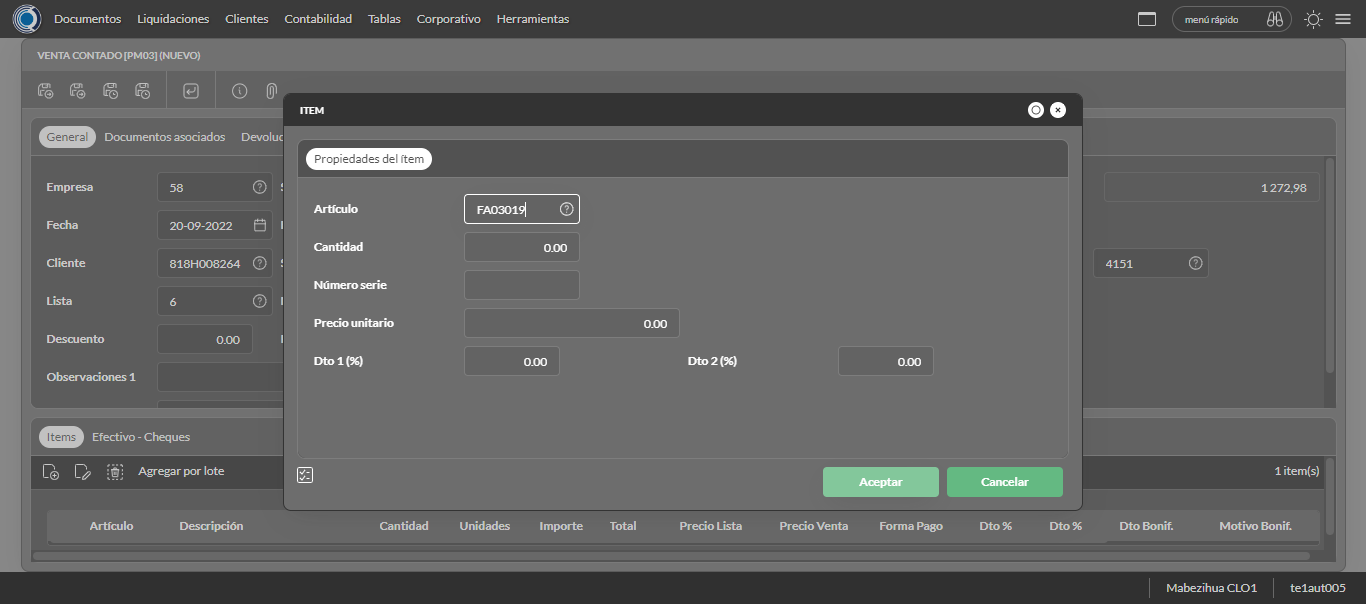 Documentos Liquidaciones Clientes Contabilidad Tablas Corporativo Herramientas menú rápido
VENTA CONTADO [PM03] (NUEVO)
ITEM
General Documentos asociados Devoluc
Propiedades del ítem
Empresa 58 1 272,98
Artículo FA03019
Fecha 20-09-2022
Cantidad 0.00
Cliente 818H008264 4151
Número serie
Lista 6
Precio unitario 0.00
Descuento 0.00
Dto 1 (%) 0.00 Dto 2 (%) 0.00
Observaciones 1
Items Efectivo - Cheques
Agregar por lote 1 item(s)
Aceptar Cancelar
Artículo Descripción Cantidad Unidades Importe Total Precio Lista Precio Venta Forma Pago Dto % Dto % Dto Bonif. Motivo Bonif.
Mabezihua CLO1 te1aut005